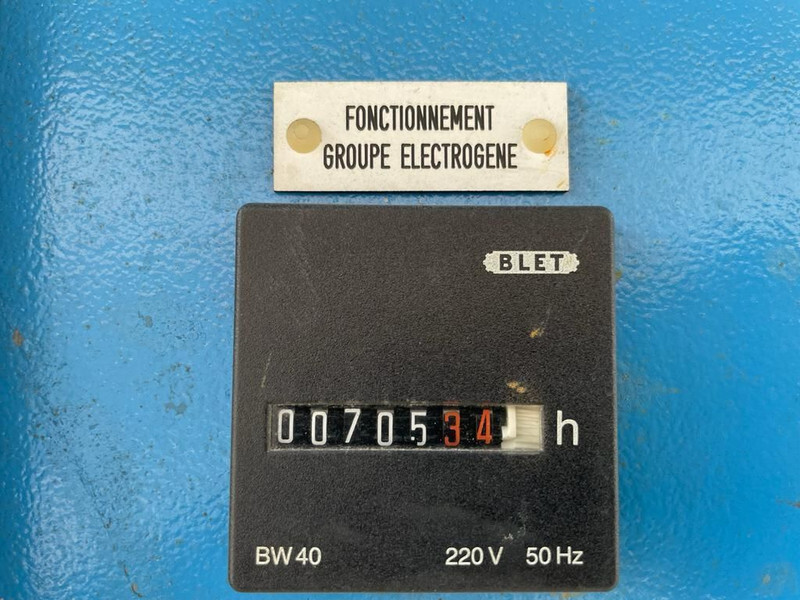 FONCTIONNEMENT
GROUPE ELECTROGENE
BLET
0070534 h
BW 40 220 V 50 Hz